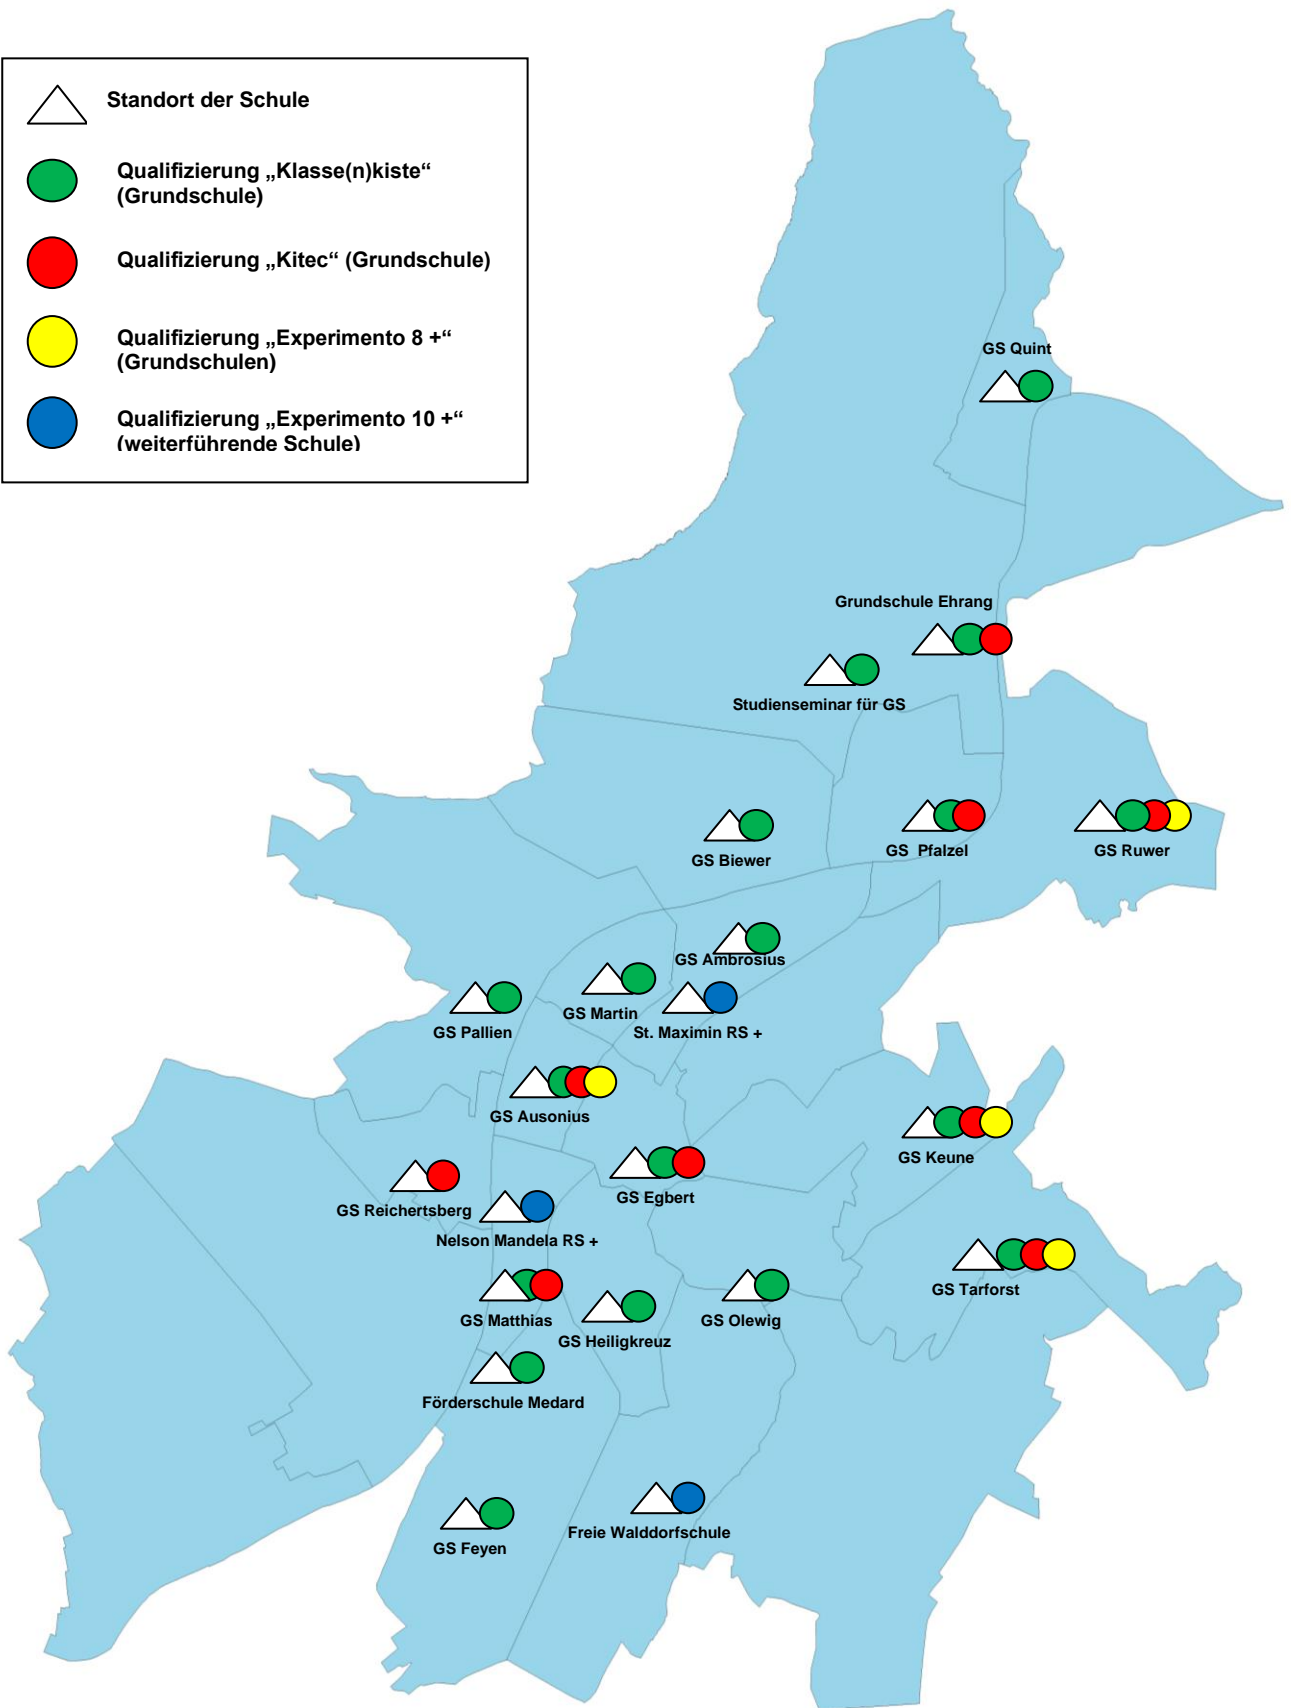 Standort der Schule
Qualifizierung „Klasse(n)kiste“
(Grundschule)
Qualifizierung „Kitec“ (Grundschule)
Qualifizierung „Experimento 8 +“
(Grundschulen)
Qualifizierung „Experimento 10 +“
(weiterführende Schule)
GS Quint
Grundschule Ehrang
Studienseminar für GS
GS Biewer
GS Pfalzel
GS Ruwer
GS Ambrosius
GS Martin
GS Pallien
St. Maximin RS +
GS Ausonius
GS Keune
GS Egbert
GS Reichertsberg
Nelson Mandela RS +
GS Tarforst
GS Matthias
GS Heiligkreuz
GS Olewig
Förderschule Medard
Freie Walddorfschule
GS Feyen